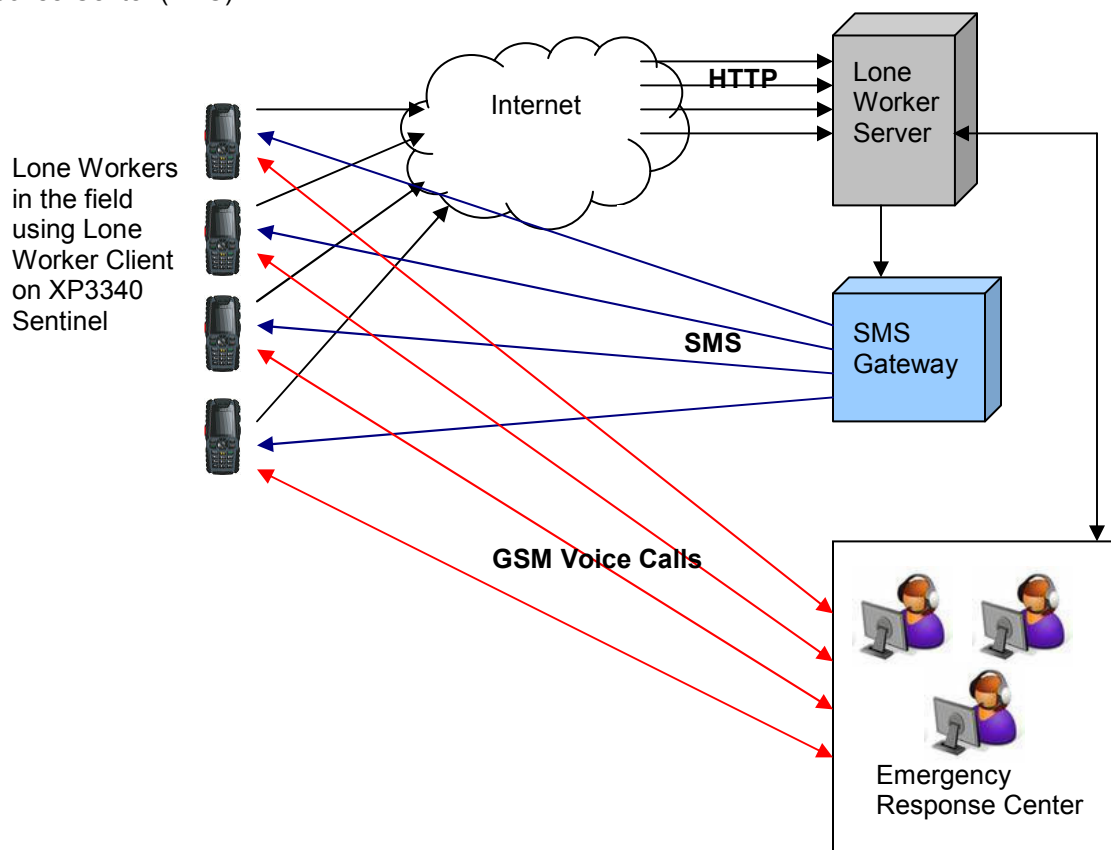 Internet
HTTP
Lone
Worker
Server
Lone Workers
in the field
using Lone
Worker Client
on XP3340
Sentinel
SMS
SMS
Gateway
GSM Voice Calls
Emergency
Response Center